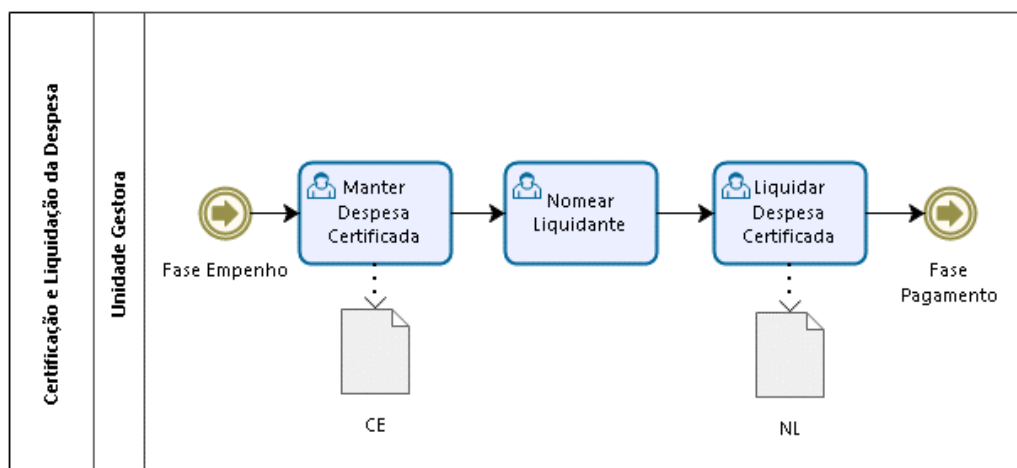 Certificação e Liquidação da Despesa
Unidade Gestora
Fase Empenho
Manter
Despesa
Certificada
Nomear
Liquidante
Liquidar
Despesa
Certificada
Fase
Pagamento
CE
NL